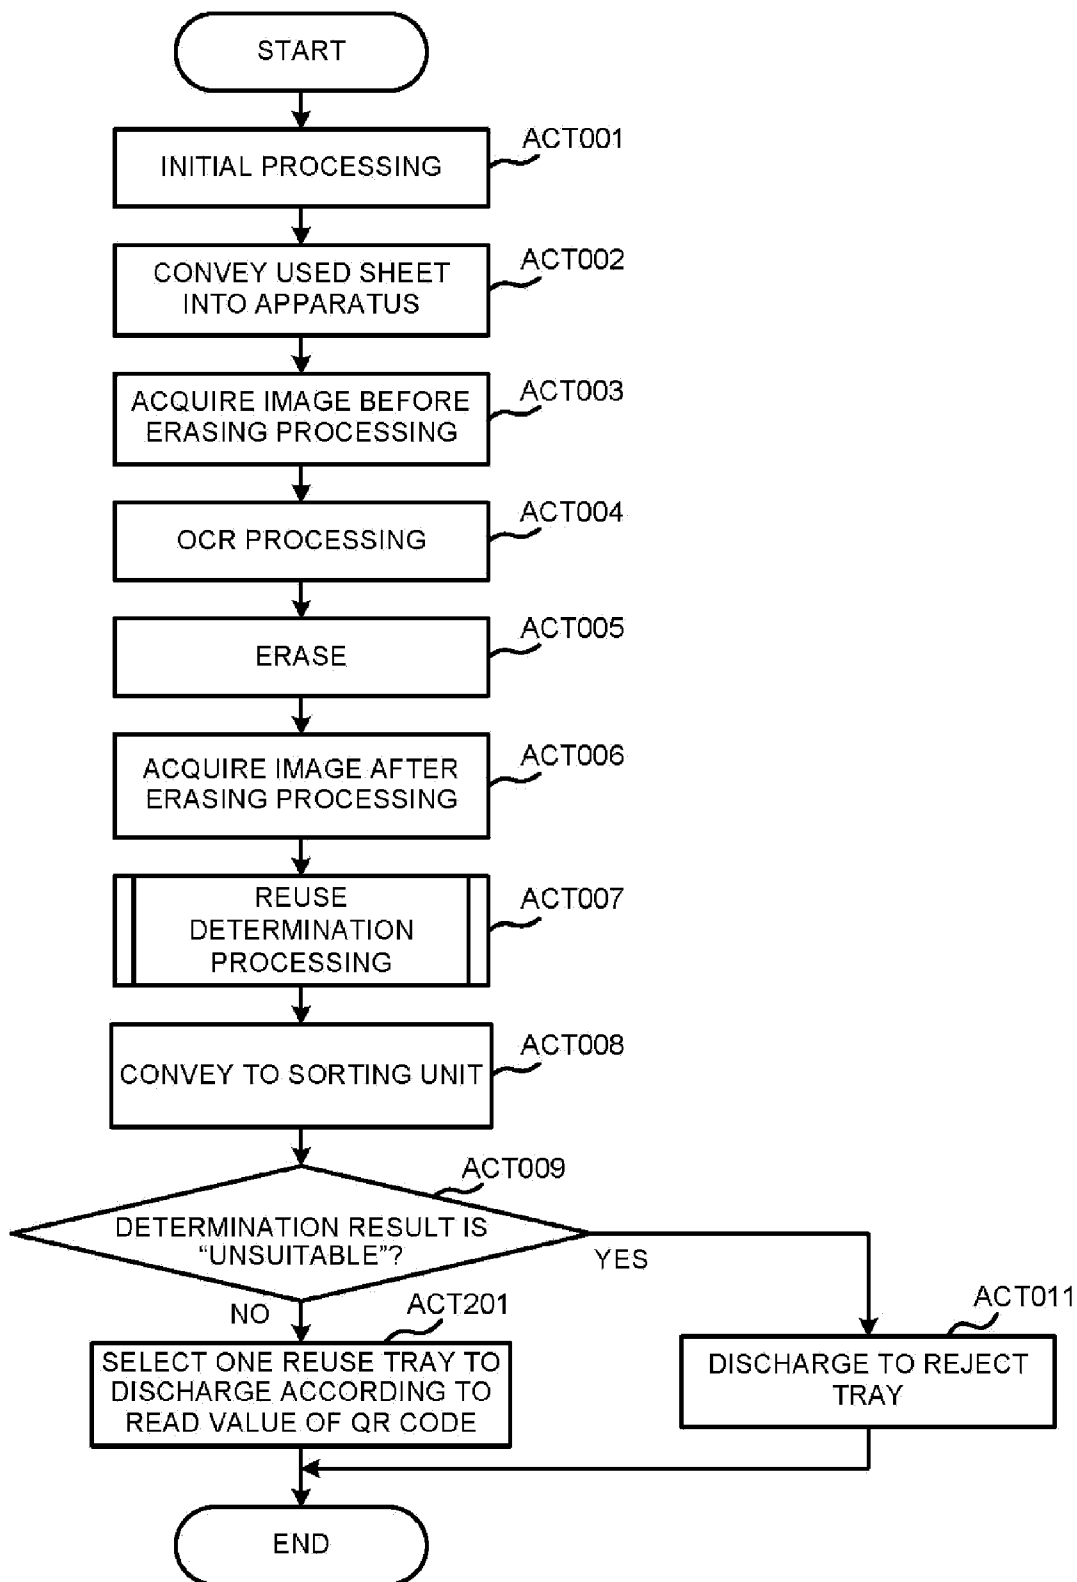 START
ACT001
INITIAL PROCESSING
ACT002
CONVEY USED SHEET
INTO APPARATUS
ACT003
ACQUIRE IMAGE BEFORE
ERASING PROCESSING
ACT004
OCR PROCESSING
ACT005
ERASE
ACT006
ACQUIRE IMAGE AFTER
ERASING PROCESSING
ACT007
REUSE
DETERMINATION
PROCESSING
ACT008
CONVEY TO SORTING UNIT
ACT009
DETERMINATION RESULT IS
“UNSUITABLE”?
YES
NO
ACT201
SELECT ONE REUSE TRAY TO
DISCHARGE ACCORDING TO
READ VALUE OF QR CODE
ACT011
DISCHARGE TO REJECT
TRAY
END